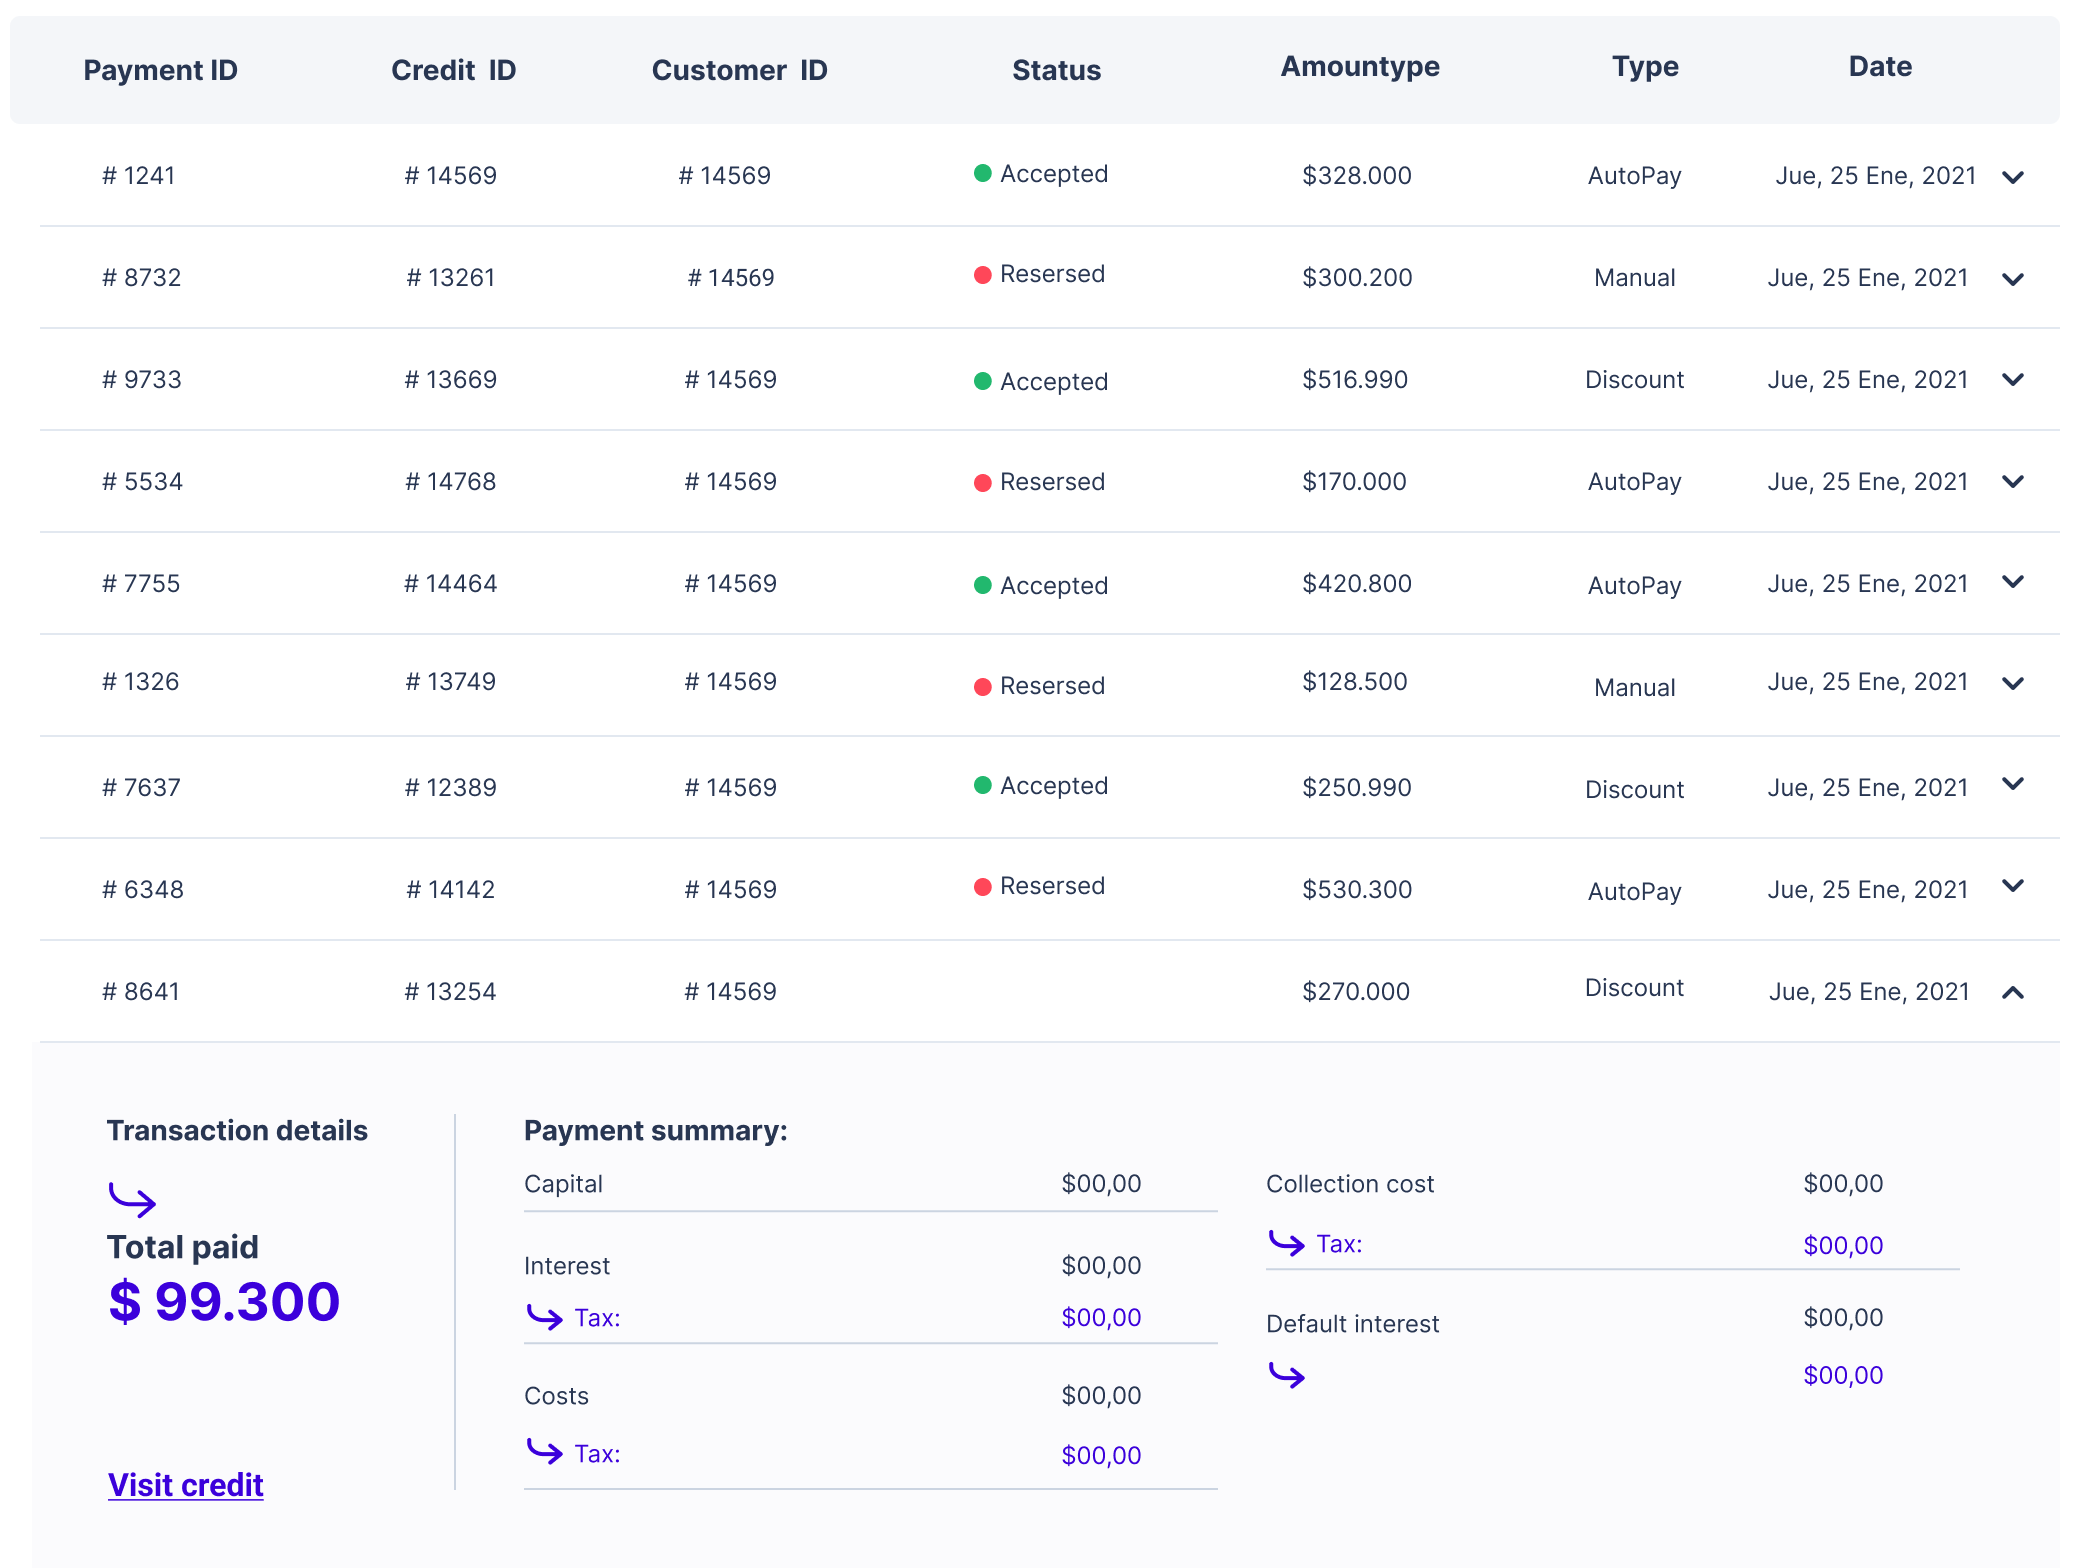 Payment ID Credit ID Customer ID Status Amountype Type Date
# 1241 # 14569 # 14569 Accepted $328.000 AutoPay Jue, 25 Ene, 2021
# 8732 # 13261 # 14569 Resersed $300.200 Manual Jue, 25 Ene, 2021
# 9733 # 13669 # 14569 Accepted $516.990 Discount Jue, 25 Ene, 2021
# 5534 # 14768 # 14569 Resersed $170.000 AutoPay Jue, 25 Ene, 2021
# 7755 # 14464 # 14569 Accepted $420.800 AutoPay Jue, 25 Ene, 2021
# 1326 # 13749 # 14569 Resersed $128.500 Manual Jue, 25 Ene, 2021
# 7637 # 12389 # 14569 Accepted $250.990 Discount Jue, 25 Ene, 2021
# 6348 # 14142 # 14569 Resersed $530.300 AutoPay Jue, 25 Ene, 2021
# 8641 # 13254 # 14569 $270.000 Discount Jue, 25 Ene, 2021
Transaction details
Total paid
$ 99.300
Visit credit
Payment summary:
Capital $00,00
Interest $00,00
Tax: $00,00
Costs $00,00
Tax: $00,00
Collection cost $00,00
Tax: $00,00
Default interest $00,00
$00,00